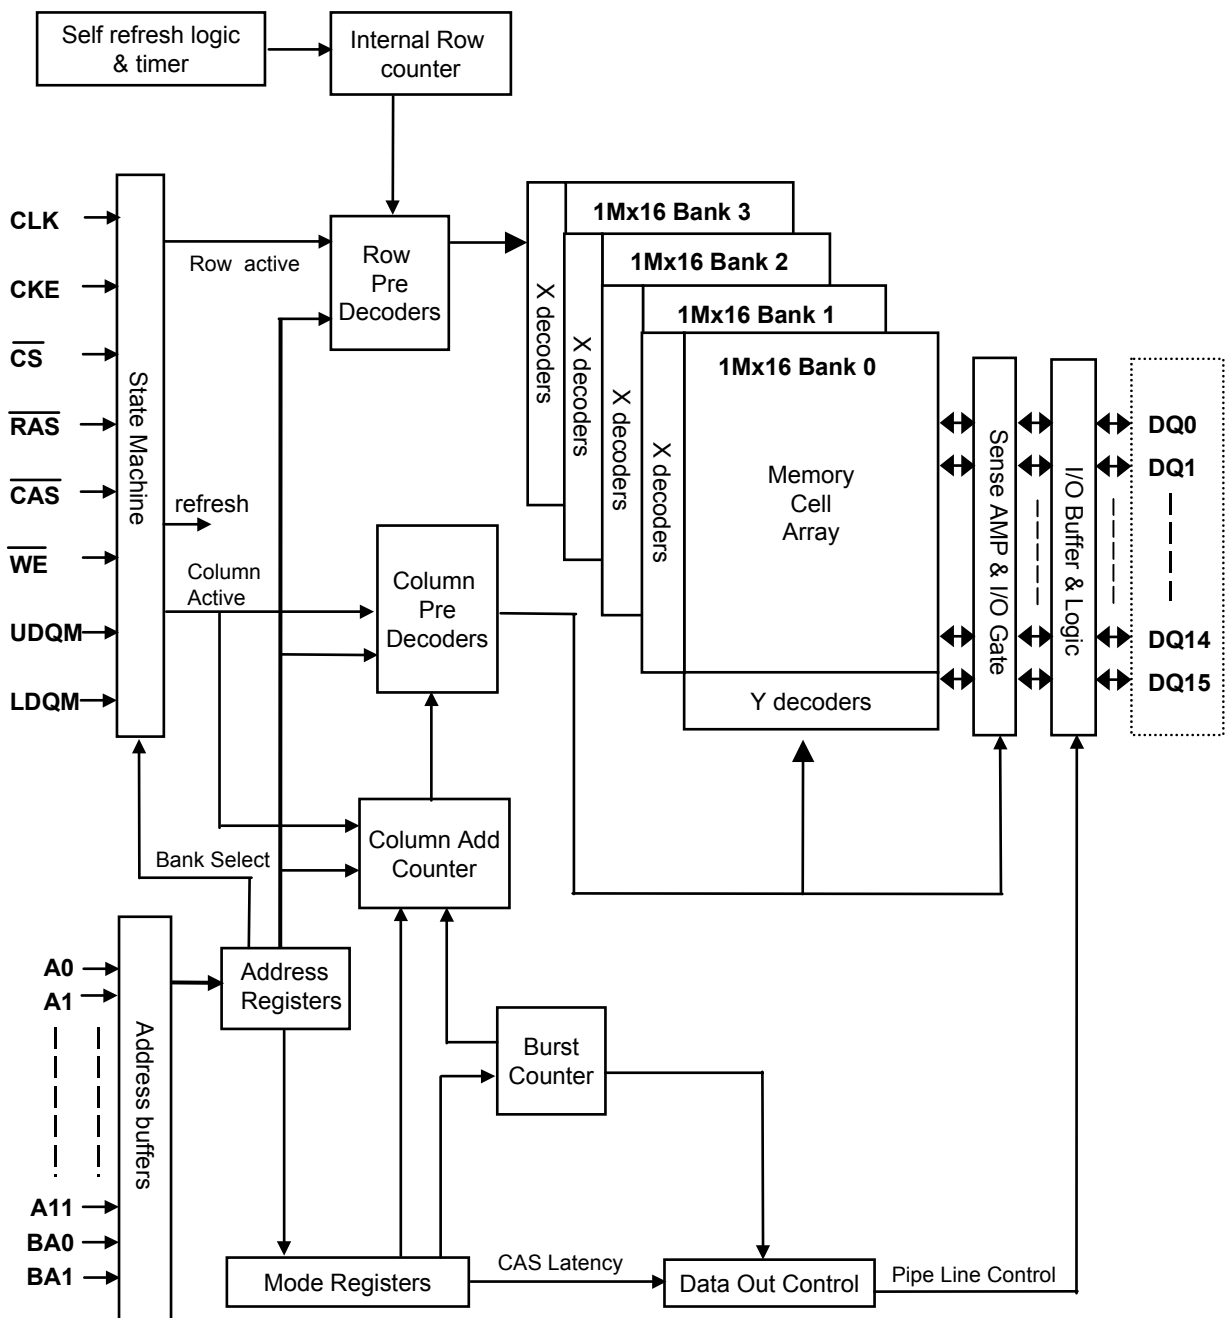 Self refresh logic
& timer
Internal Row
counter
CLK
CKE
CS
RAS
CAS
WE
UDQM
LDQM
State Machine
Row active
refresh
Column
Active
Bank Select
Row
Pre
Decoders
Column
Pre
Decoders
Column Add
Counter
1Mx16 Bank 3
1Mx16 Bank 2
1Mx16 Bank 1
1Mx16 Bank 0
X decoders
X decoders
X decoders
X decoders
Memory
Cell
Array
Y decoders
Sense AMP & I/O Gate
I/O Buffer & Logic
DQ0
DQ1
DQ14
DQ15
A0
A1
A11
BA0
BA1
Address buffers
Address
Registers
Burst
Counter
Mode Registers
CAS Latency
Data Out Control
Pipe Line Control